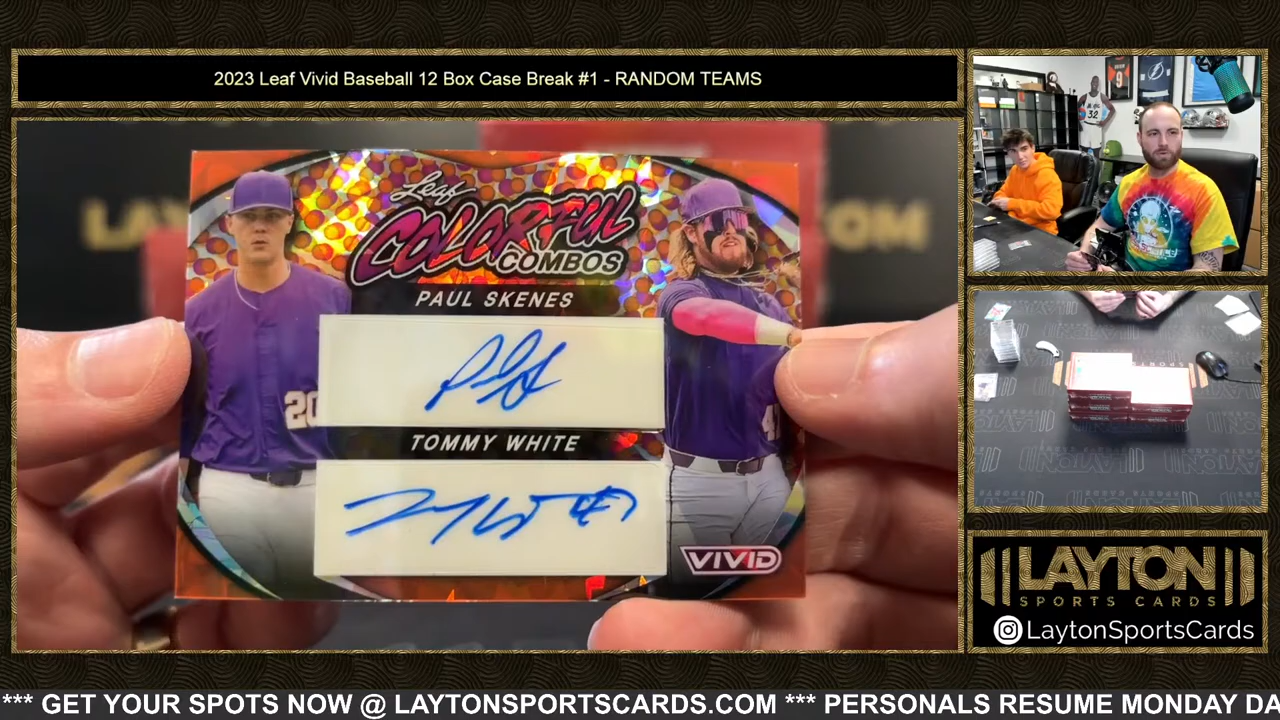 2023 Leaf Vivid Baseball 12 Box Case Break #1 - RANDOM TEAMS
Leaf
COLORFUL
COMBOS
PAUL SKENES
20
TOMMY WHITE
VIVID
LAYTON
SPORTS CARDS
LaytonSportsCards
*** GET YOUR SPOTS NOW @ LAYTONSPORTSCARDS.COM *** PERSONALS RESUME MONDAY DA